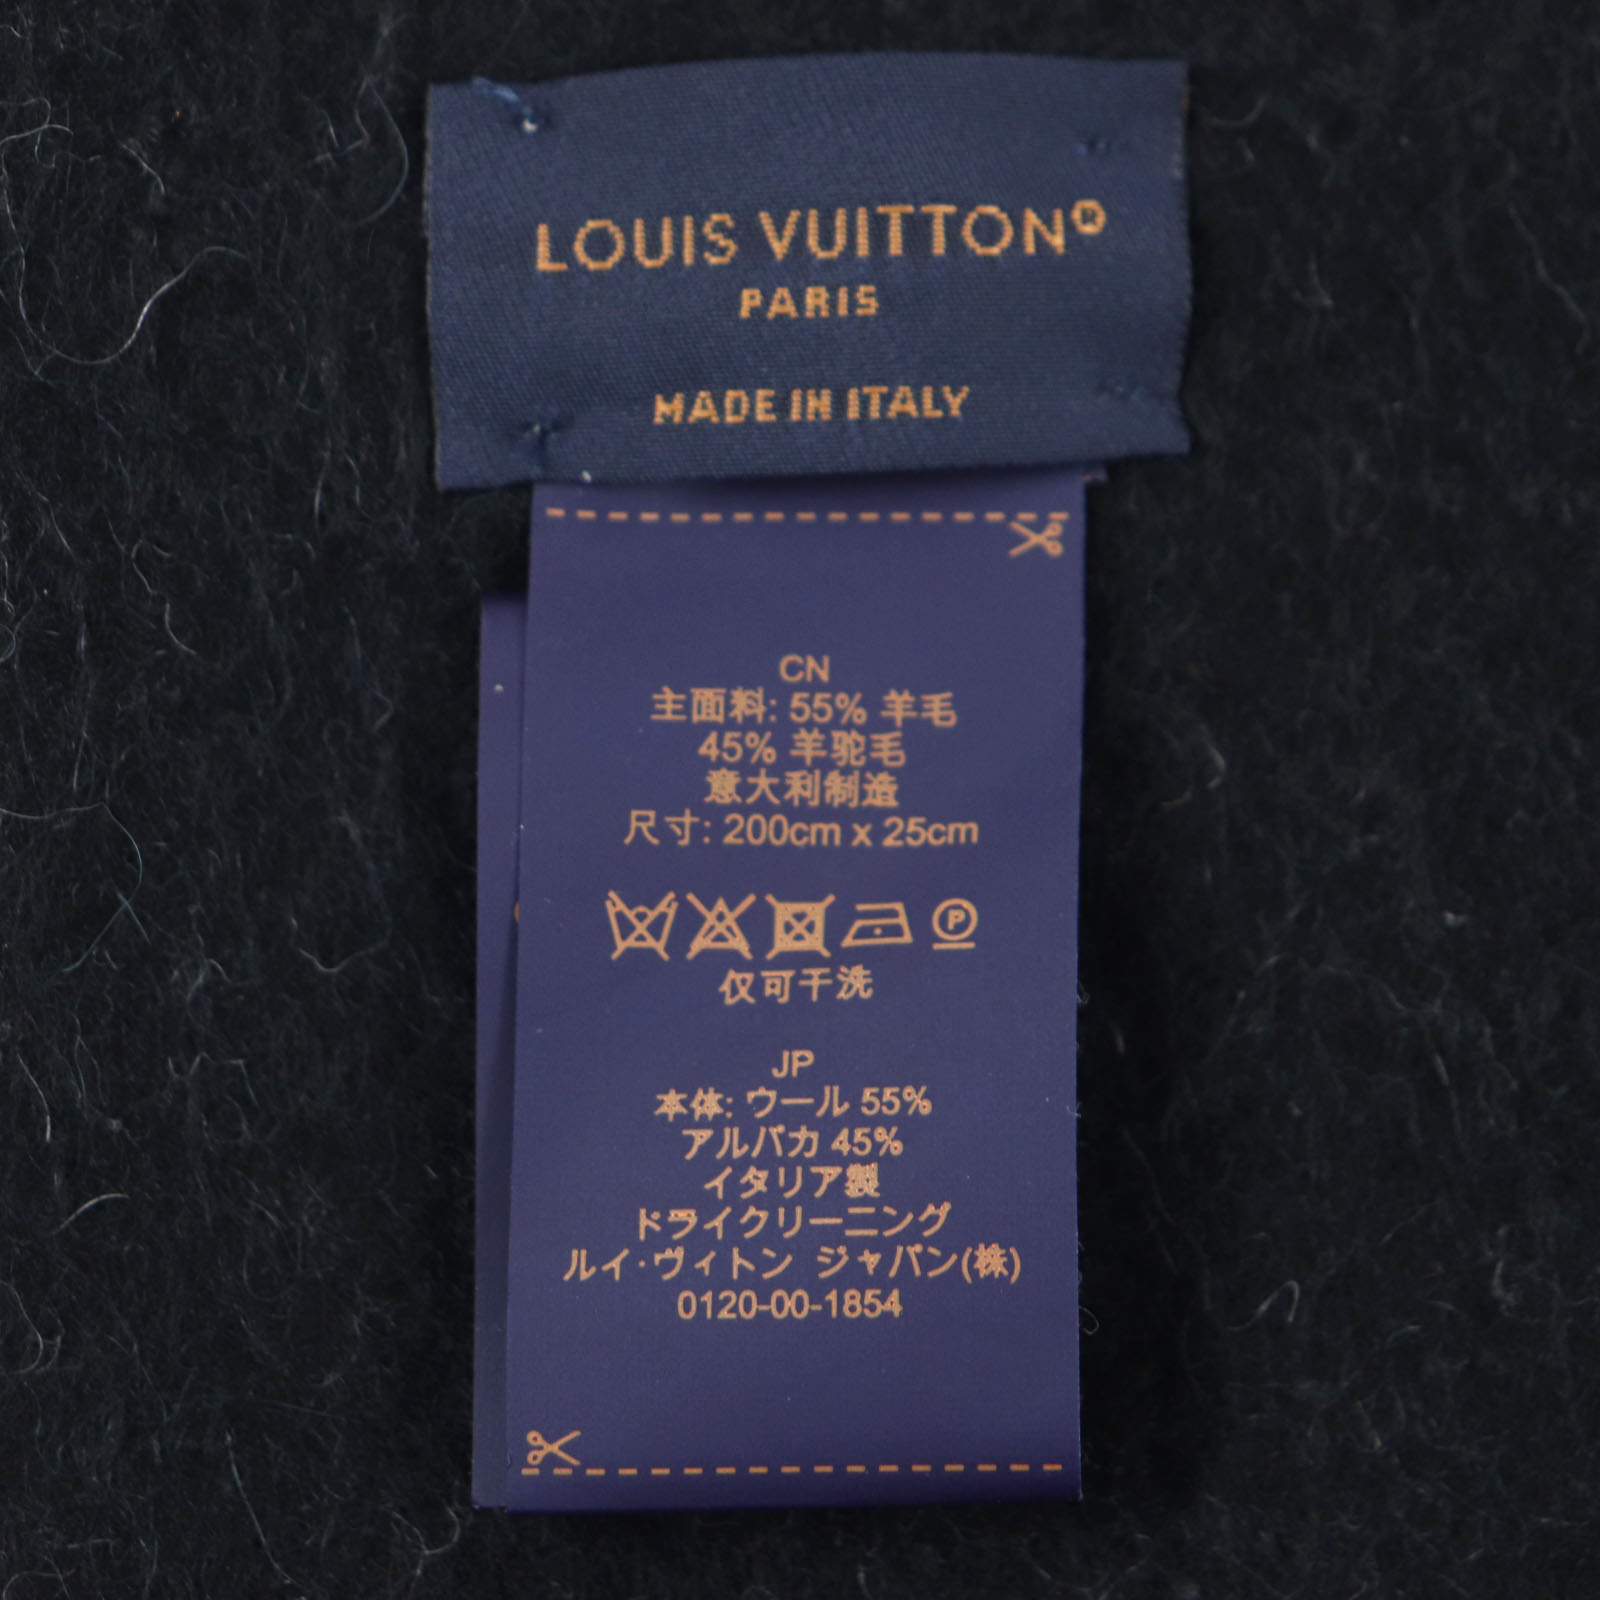 LOUIS VUITTON®
PARIS
MADE IN ITALY
CN
主面料: 55% 羊毛
45% 羊驼毛
意大利制造
尺寸: 200cm x 25cm
P
仅可干洗
JP
本体: ウール 55%
アルパカ 45%
イタリア製
ドライクリーニング
ルイ・ヴィトン ジャパン(株)
0120-00-1854